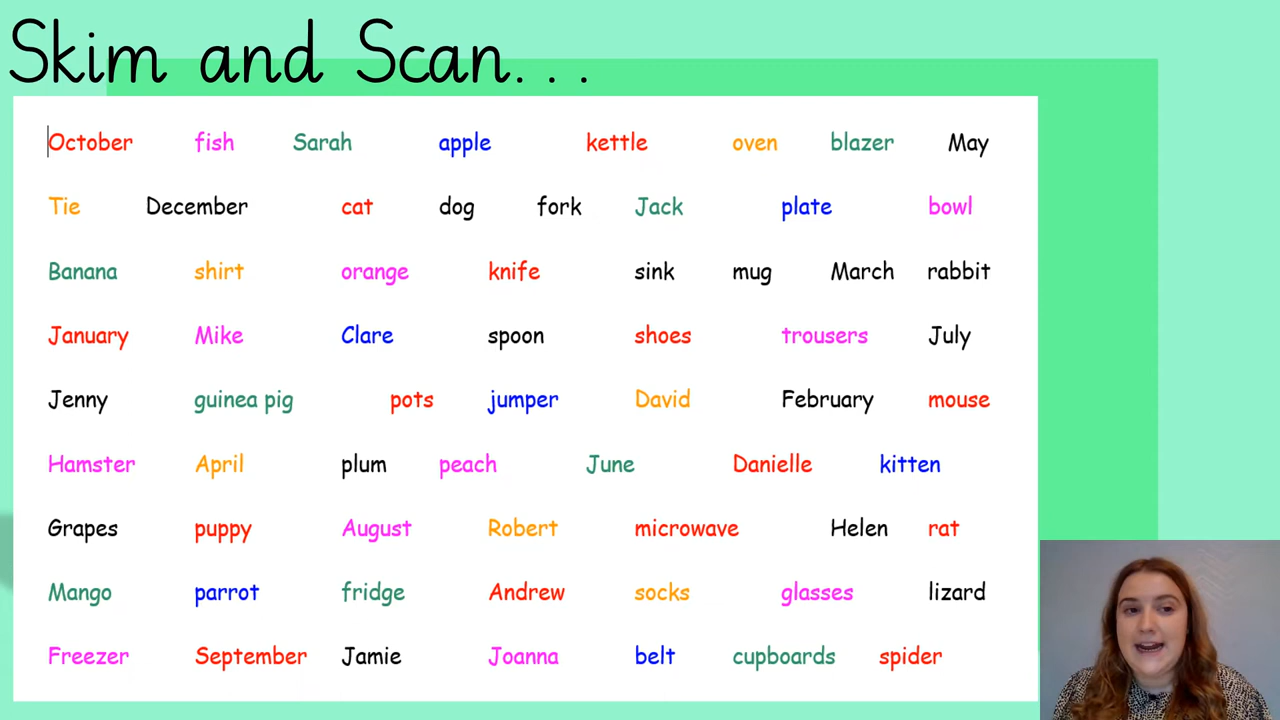 Skim and Scan...
October fish Sarah apple kettle oven blazer May
Tie December cat dog fork Jack plate bowl
Banana shirt orange knife sink mug March rabbit
January Mike Clare spoon shoes trousers July
Jenny guinea pig pots jumper David February mouse
Hamster April plum peach June Danielle kitten
Grapes puppy August Robert microwave Helen rat
Mango parrot fridge Andrew socks glasses lizard
Freezer September Jamie Joanna belt cupboards spider